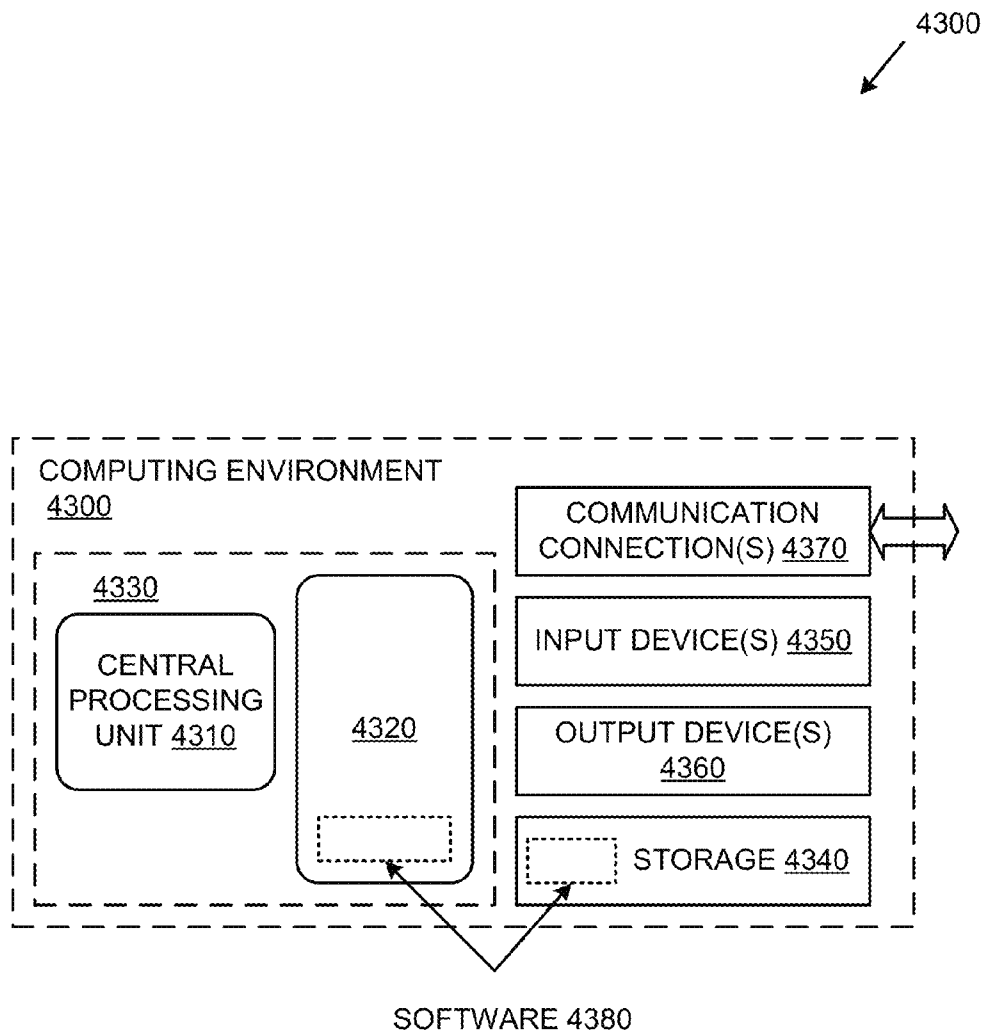 4300
COMPUTING ENVIRONMENT
4300
COMMUNICATION
CONNECTION(S) 4370
4330
CENTRAL
PROCESSING
UNIT 4310
4320
INPUT DEVICE(S) 4350
OUTPUT DEVICE(S)
4360
STORAGE 4340
SOFTWARE 4380